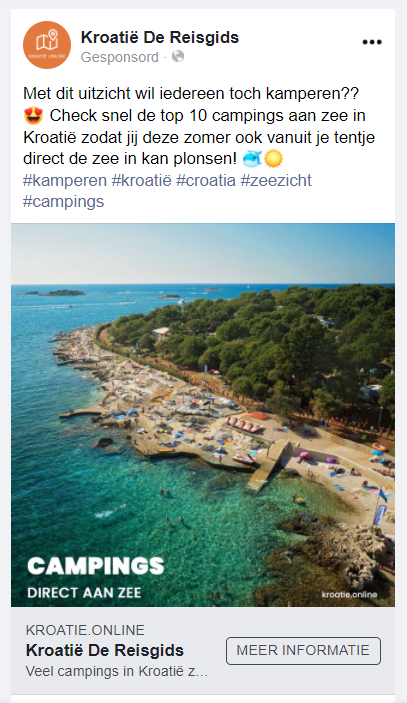 Kroatië De Reisgids
Gesponsord ·
KROATIE | ONLINE
Met dit uitzicht wil iedereen toch kamperen??
😍 Check snel de top 10 campings aan zee in
Kroatië zodat jij deze zomer ook vanuit je tentje
direct de zee in kan plonsen! 🐳🌞
#kamperen #kroatië #croatia #zeezicht
#campings
CAMPINGS
DIRECT AAN ZEE
kroatie.online
KROATIE.ONLINE
Kroatië De Reisgids
Veel campings in Kroatië z...
MEER INFORMATIE